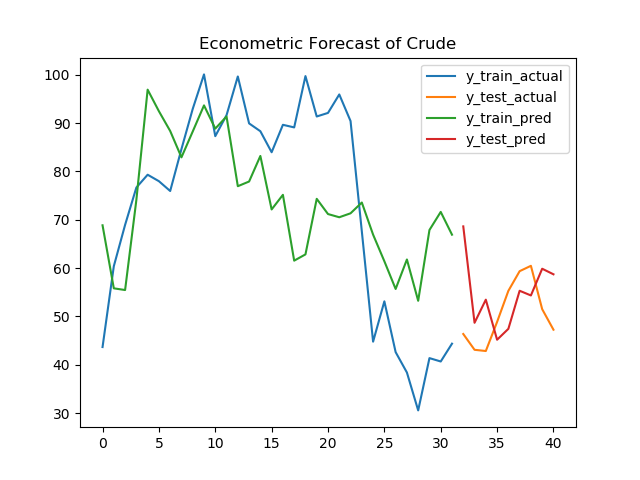 Econometric Forecast of Crude
y_train_actual
y_test_actual
y_train_pred
y_test_pred
100
90
80
70
60
50
40
30
0 5 10 15 20 25 30 35 40